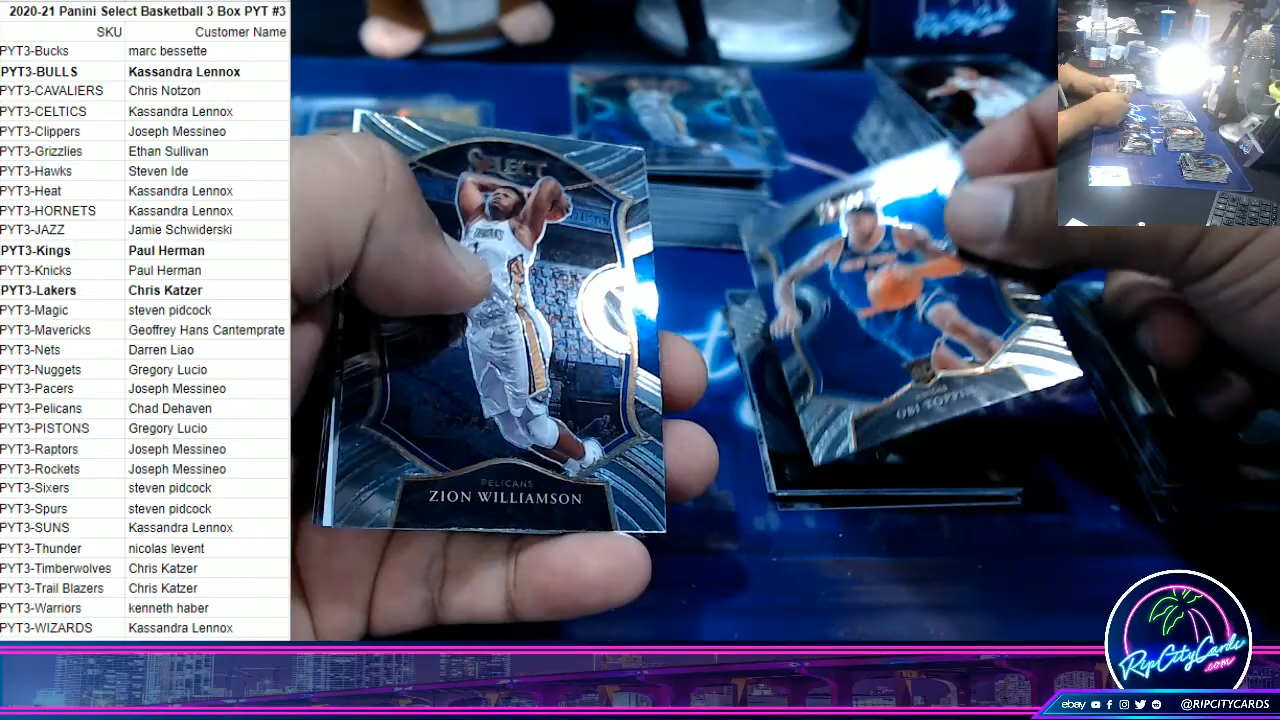 2020-21 Panini Select Basketball 3 Box PYT #3
SKU Customer Name
PYT3-Bucks marc bessette
PYT3-BULLS Kassandra Lennox
PYT3-CAVALIERS Chris Notzon
PYT3-CELTICS Kassandra Lennox
PYT3-Clippers Joseph Messineo
PYT3-Grizzlies Ethan Sullivan
PYT3-Hawks Steven Ide
PYT3-Heat Kassandra Lennox
PYT3-HORNETS Kassandra Lennox
PYT3-JAZZ Jamie Schwiderski
PYT3-Kings Paul Herman
PYT3-Knicks Paul Herman
PYT3-Lakers Chris Katzer
PYT3-Magic steven pidcock
PYT3-Mavericks Geoffrey Hans Cantemprate
PYT3-Nets Darren Liao
PYT3-Nuggets Gregory Lucio
PYT3-Pacers Joseph Messineo
PYT3-Pelicans Chad Dehaven
PYT3-PISTONS Gregory Lucio
PYT3-Raptors Joseph Messineo
PYT3-Rockets Joseph Messineo
PYT3-Sixers steven pidcock
PYT3-Spurs steven pidcock
PYT3-SUNS Kassandra Lennox
PYT3-Thunder nicolas levent
PYT3-Timberwolves Chris Katzer
PYT3-Trail Blazers Chris Katzer
PYT3-Warriors kenneth haber
PYT3-WIZARDS Kassandra Lennox
SELECT
PELICANS
ZION WILLIAMSON
OBI TOPPIN
RipCityCards
.com
ebay @RIPCITYCARDS